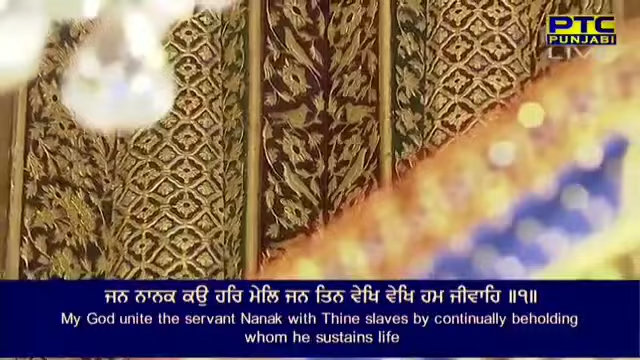 PTC
PUNJABI
LIVE
ਜਨ ਨਾਨਕ ਕਉ ਹਰਿ ਮੇਲਿ ਜਨ ਤਿਨ ਵੇਖਿ ਵੇਖਿ ਹਮ ਜੀਵਾਹਿ ॥੧॥
My God unite the servant Nanak with Thine slaves by continually beholding
whom he sustains life